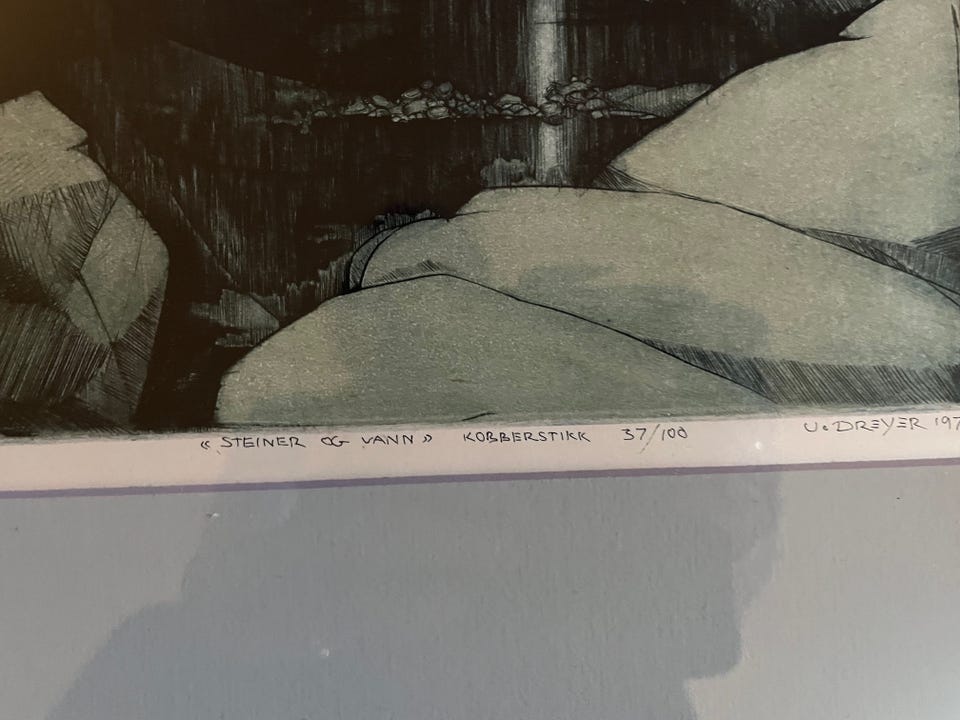 « STEINER OG VANN » KOBBERSTIKK 37/100 U. DREYER 197